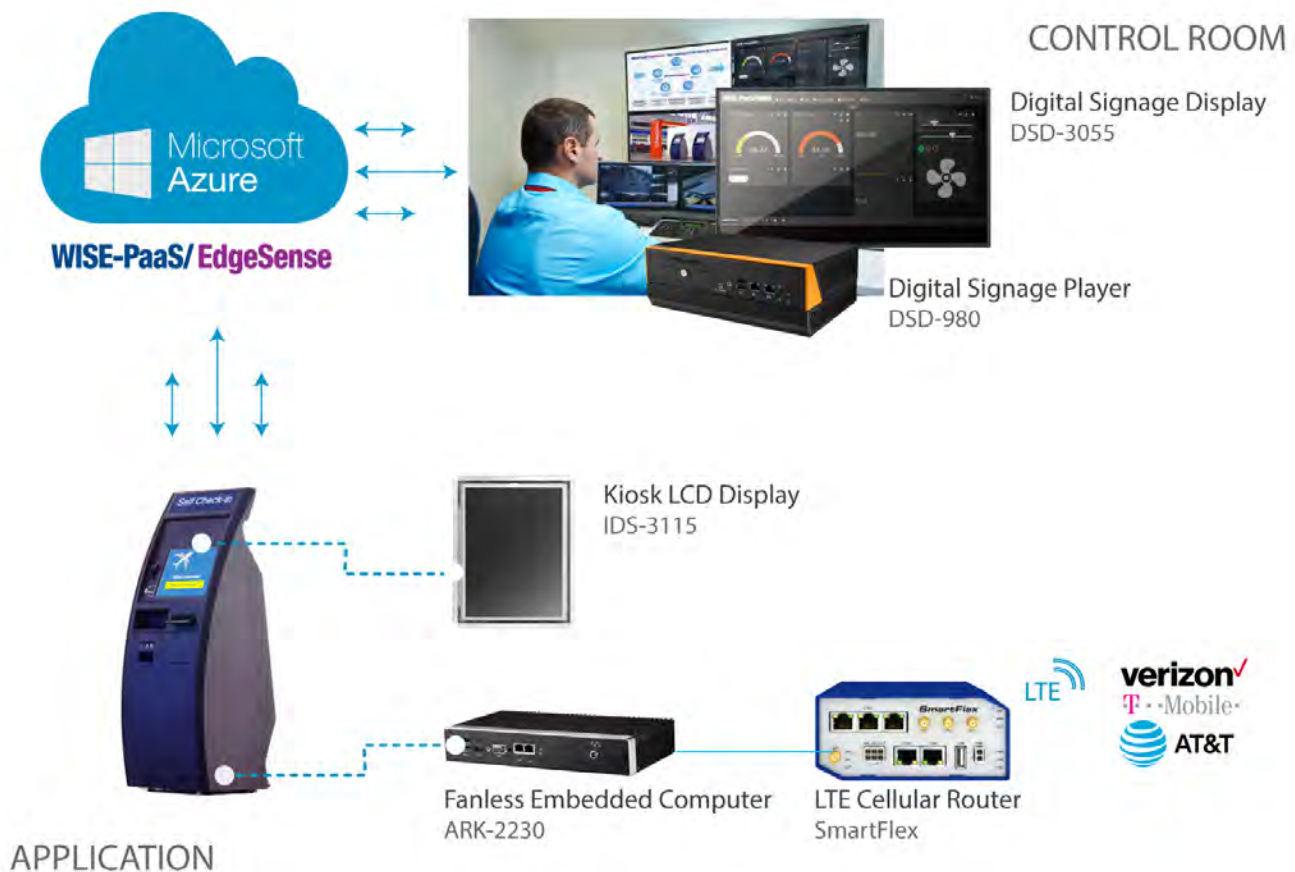 CONTROL ROOM
Microsoft
Azure
WISE-PaaS/EdgeSense
Digital Signage Display
DSD-3055
Digital Signage Player
DSD-980
Self Check-in
Kiosk LCD Display
IDS-3115
SmartFlex
LTE
verizon
T··Mobile·
AT&T
Fanless Embedded Computer
ARK-2230
LTE Cellular Router
SmartFlex
APPLICATION